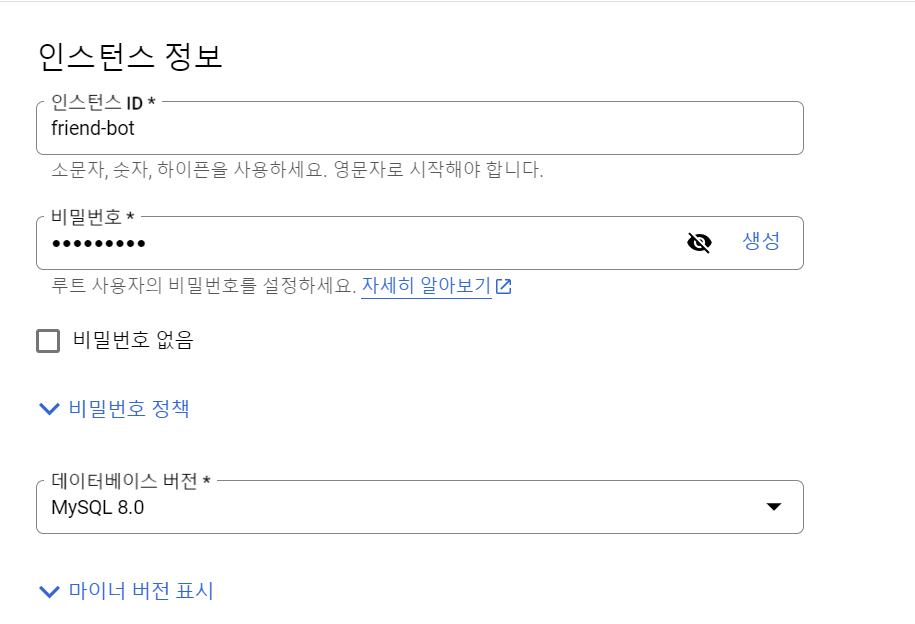 인스턴스 정보
인스턴스 ID *
friend-bot
소문자, 숫자, 하이픈을 사용하세요. 영문자로 시작해야 합니다.
비밀번호 *
•••••••••
생성
루트 사용자의 비밀번호를 설정하세요. 자세히 알아보기
비밀번호 없음
비밀번호 정책
데이터베이스 버전 *
MySQL 8.0
마이너 버전 표시